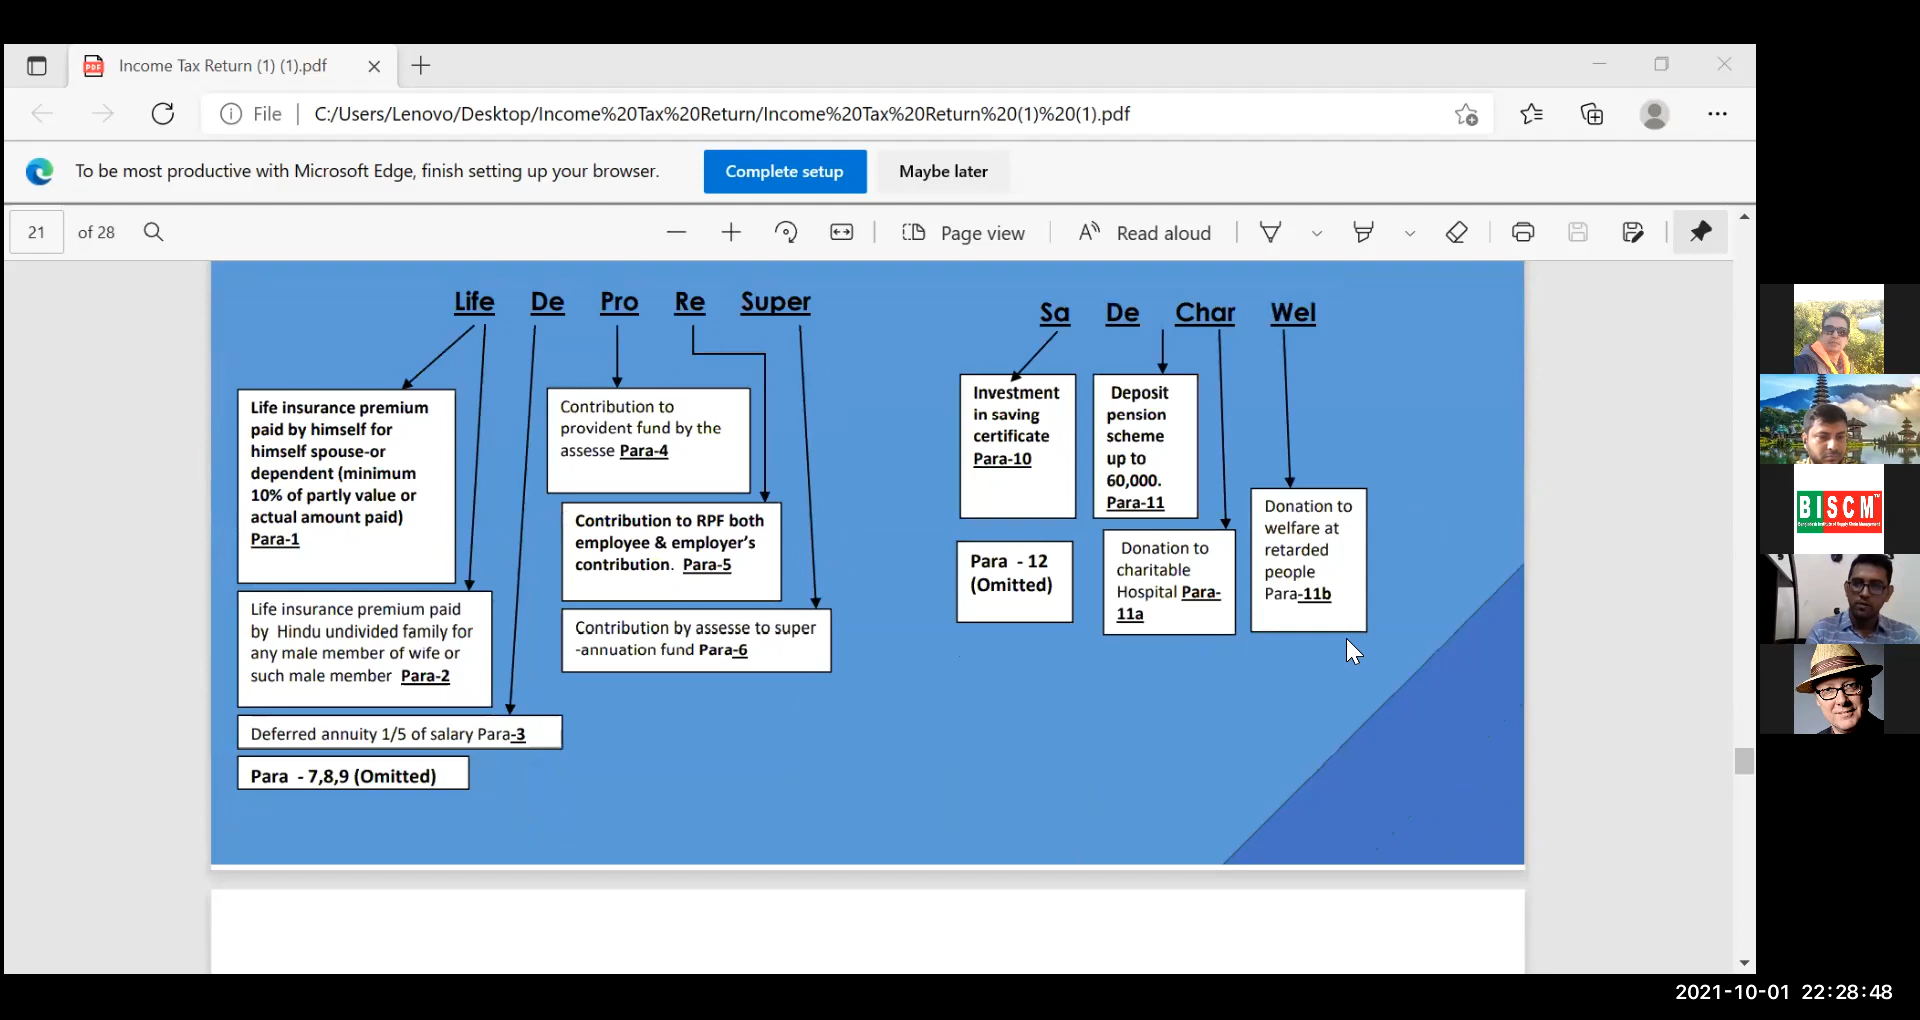 Income Tax Return (1) (1).pdf
File
C:/Users/Lenovo/Desktop/Income%20Tax%20Return/Income%20Tax%20Return%20(1)%20(1).pdf
To be most productive with Microsoft Edge, finish setting up your browser.
Complete setup
Maybe later
21 of 28
Page view
Read aloud
Life De Pro Re Super
Life insurance premium
paid by himself for
himself spouse-or
dependent (minimum
10% of partly value or
actual amount paid)
Para-1
Life insurance premium paid
by Hindu undivided family for
any male member of wife or
such male member Para-2
Deferred annuity 1/5 of salary Para-3
Para - 7,8,9 (Omitted)
Contribution to
provident fund by the
assesse Para-4
Contribution to RPF both
employee & employer's
contribution. Para-5
Contribution by assesse to super
-annuation fund Para-6
Sa De Char Wel
Investment
in saving
certificate
Para-10
Para - 12
(Omitted)
Deposit
pension
scheme
up to
60,000.
Para-11
Donation to
charitable
Hospital Para-
11a
Donation to
welfare at
retarded
people
Para-11b
BISCM
Bangladesh Institute of Supply Chain Management
2021-10-01 22:28:48